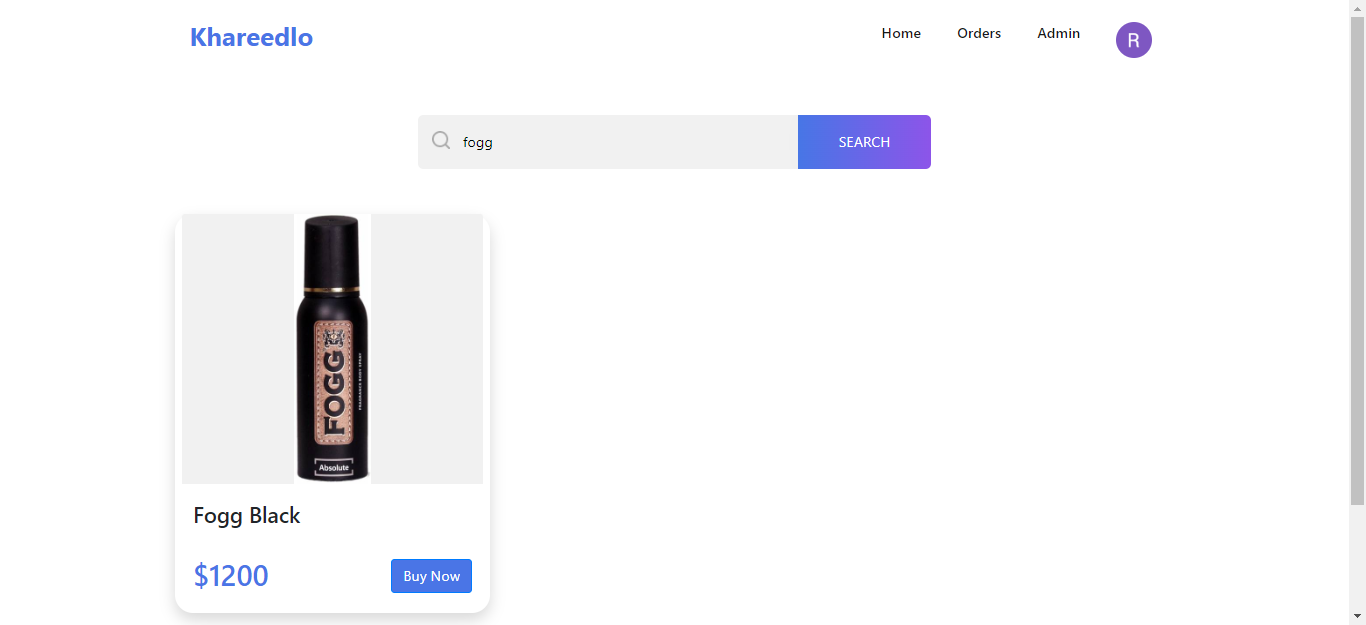 Khareedlo
Home
Orders
Admin
R
fogg
SEARCH
FOGG
FRAGRANCE BODY SPRAY
Absolute
Fogg Black
$1200
Buy Now